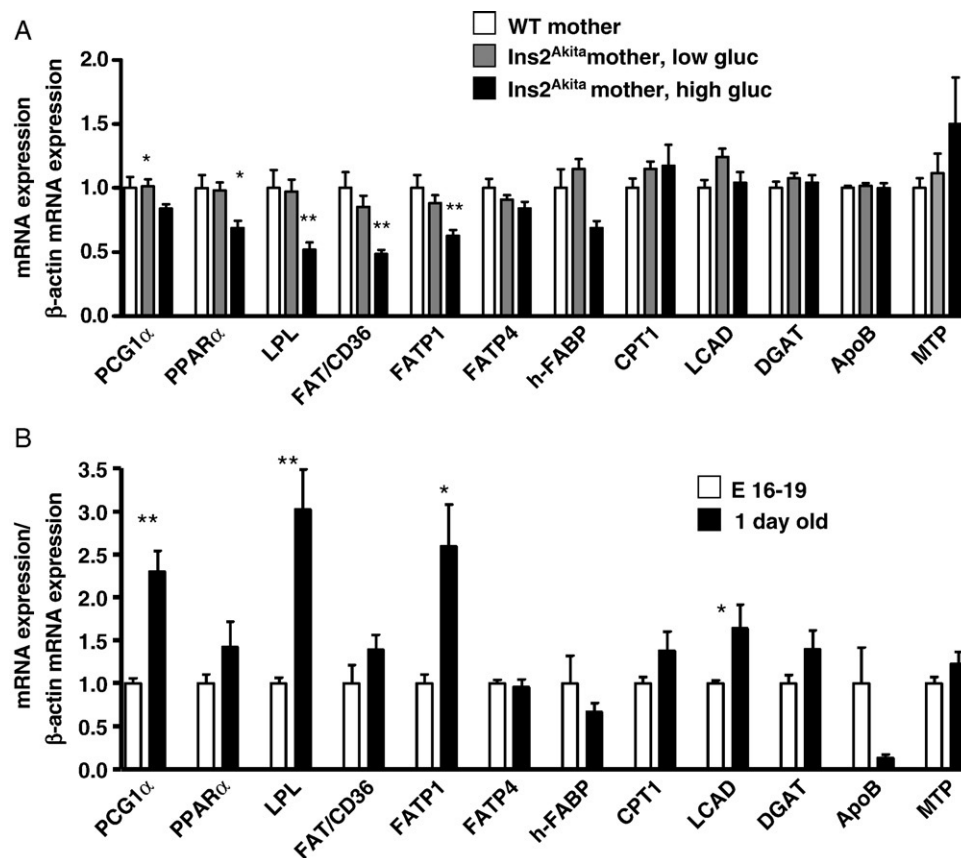 A
WT mother
Ins2Akita mother, low gluc
Ins2Akita mother, high gluc
mRNA expression
β-actin mRNA expression
2.0
1.5
1.0
0.5
0.0
*
*
**
**
**
PCG1α
PPARα
LPL
FAT/CD36
FATP1
FATP4
h-FABP
CPT1
LCAD
DGAT
ApoB
MTP
B
E 16-19
1 day old
mRNA expression/
β-actin mRNA expression
3.5
3.0
2.5
2.0
1.5
1.0
0.5
0.0
**
**
*
*
PCG1α
PPARα
LPL
FAT/CD36
FATP1
FATP4
h-FABP
CPT1
LCAD
DGAT
ApoB
MTP